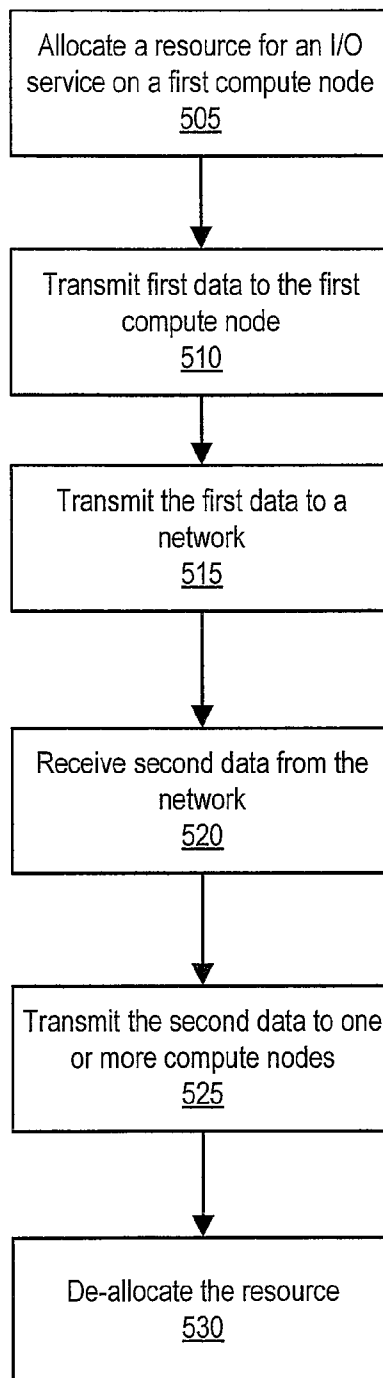 Allocate a resource for an I/O
service on a first compute node
505
Transmit first data to the first
compute node
510
Transmit the first data to a
network
515
Receive second data from the
network
520
Transmit the second data to one
or more compute nodes
525
De-allocate the resource
530